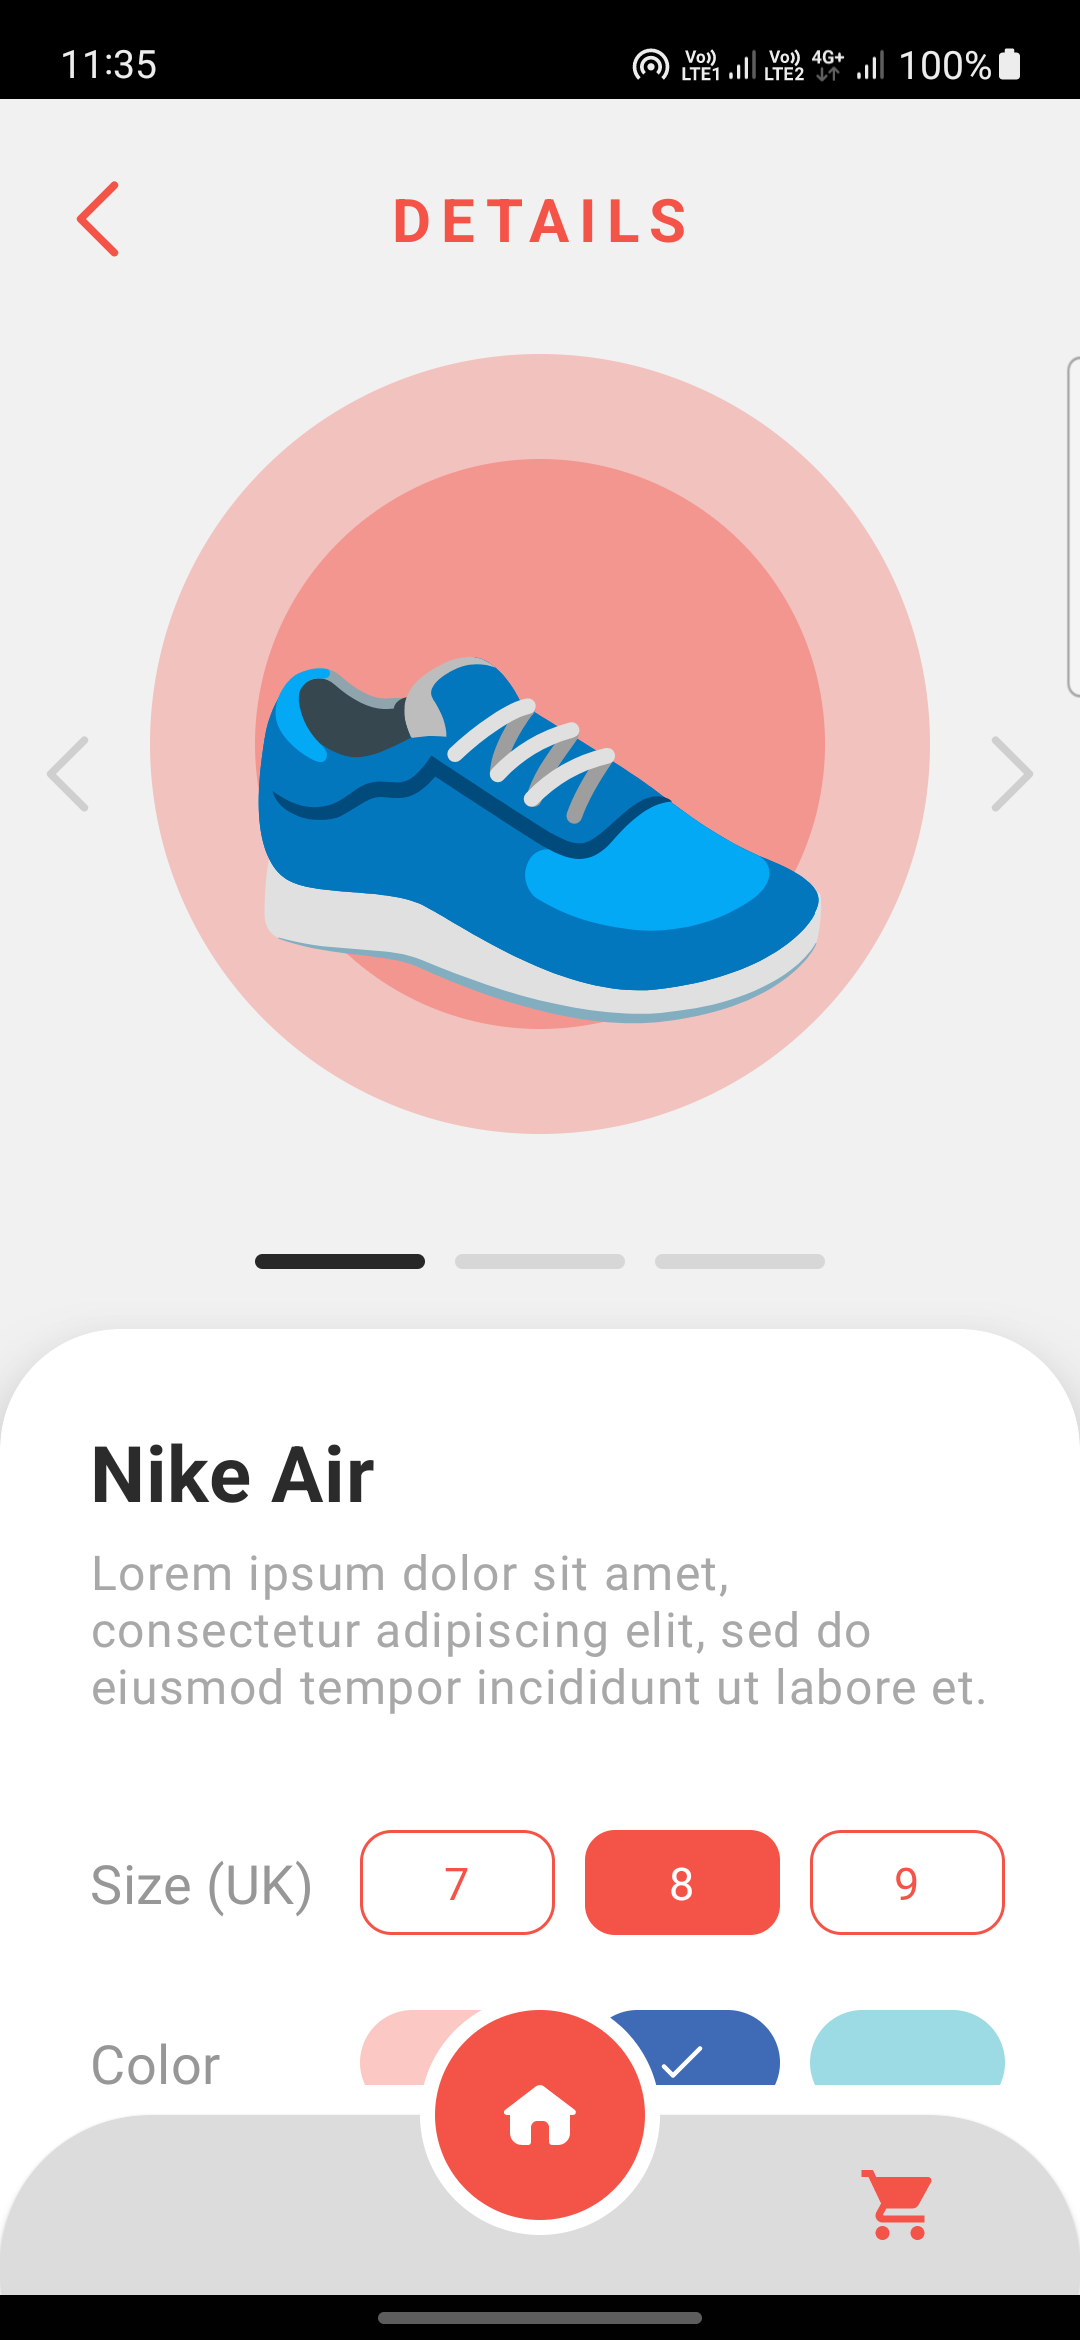 11:35 Vo)) LTE1 Vo)) LTE2 4G+ 100%
DETAILS
Nike Air
Lorem ipsum dolor sit amet,
consectetur adipiscing elit, sed do
eiusmod tempor incididunt ut labore et.
Size (UK) 7 8 9
Color